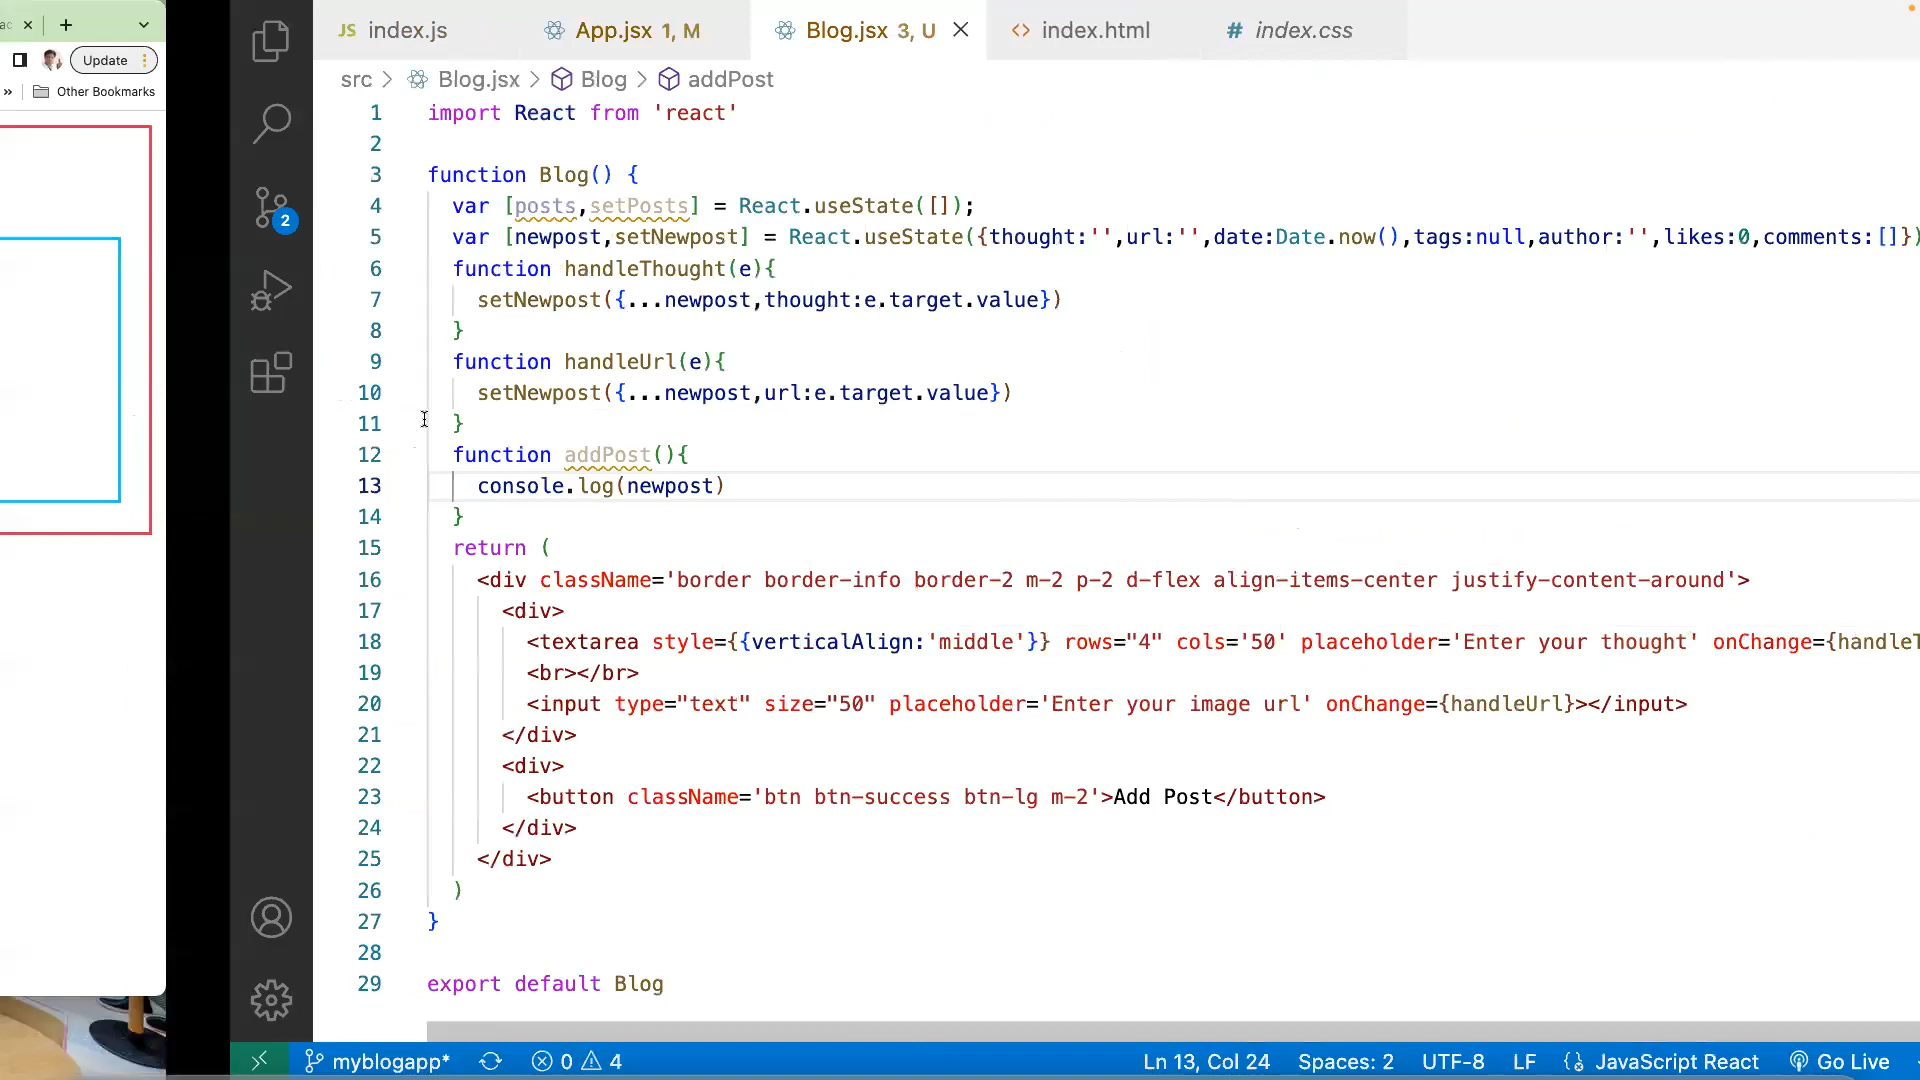 Update
» Other Bookmarks
2
JS index.js
App.jsx 1, M
Blog.jsx 3, U
<> index.html
# index.css
src > Blog.jsx > Blog > addPost
1 import React from 'react'
2
3 function Blog() {
4 var [posts,setPosts] = React.useState([]);
5 var [newpost,setNewpost] = React.useState({thought:'',url:'',date:Date.now(),tags:null,author:'',likes:0,comments:[]})
6 function handleThought(e){
7 setNewpost({...newpost,thought:e.target.value})
8 }
9 function handleUrl(e){
10 setNewpost({...newpost,url:e.target.value})
11 }
12 function addPost(){
13 console.log(newpost)
14 }
15 return (
16 <div className='border border-info border-2 m-2 p-2 d-flex align-items-center justify-content-around'>
17 <div>
18 <textarea style={{verticalAlign:'middle'}} rows="4" cols='50' placeholder='Enter your thought' onChange={handleT
19 <br></br>
20 <input type="text" size="50" placeholder='Enter your image url' onChange={handleUrl}></input>
21 </div>
22 <div>
23 <button className='btn btn-success btn-lg m-2'>Add Post</button>
24 </div>
25 </div>
26 )
27 }
28
29 export default Blog
myblogapp* 0 4 Ln 13, Col 24 Spaces: 2 UTF-8 LF JavaScript React Go Live